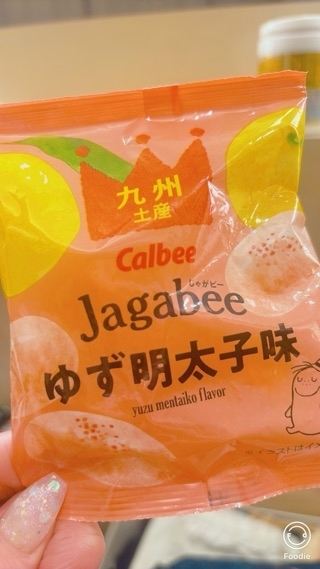 九州
土産
Calbee
じゃがビー
Jagabee
ゆず明太子味
yuzu mentaiko flavor
Foodie